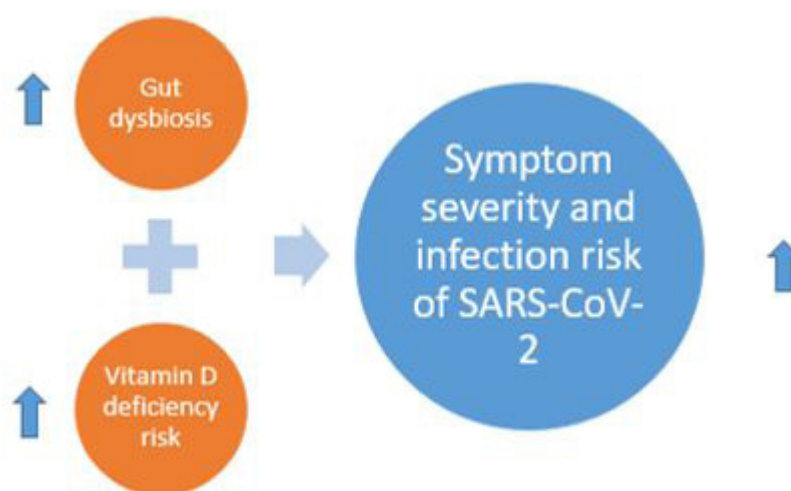 Gut
dysbiosis
Vitamin D
deficiency
risk
Symptom
severity and
infection risk
of SARS-CoV-
2